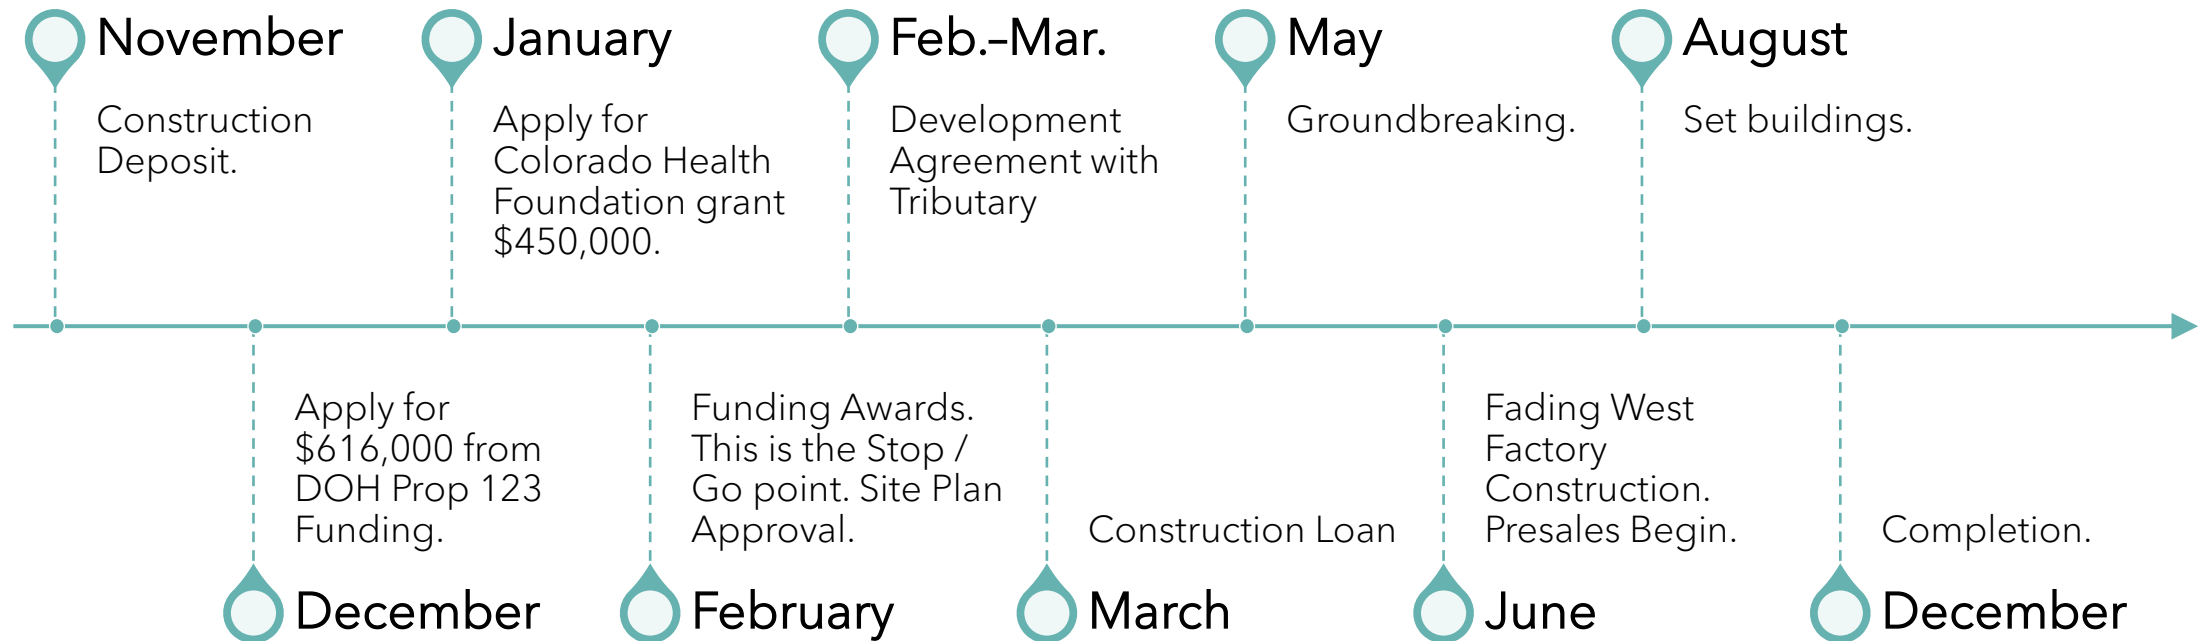 November
Construction
Deposit.
January
Apply for
Colorado Health
Foundation grant
$450,000.
Feb.–Mar.
Development
Agreement with
Tributary
May
Groundbreaking.
August
Set buildings.
Apply for
$616,000 from
DOH Prop 123
Funding.
December
Funding Awards.
This is the Stop /
Go point. Site Plan
Approval.
February
Construction Loan
March
Fading West
Factory
Construction.
Presales Begin.
June
Completion.
December